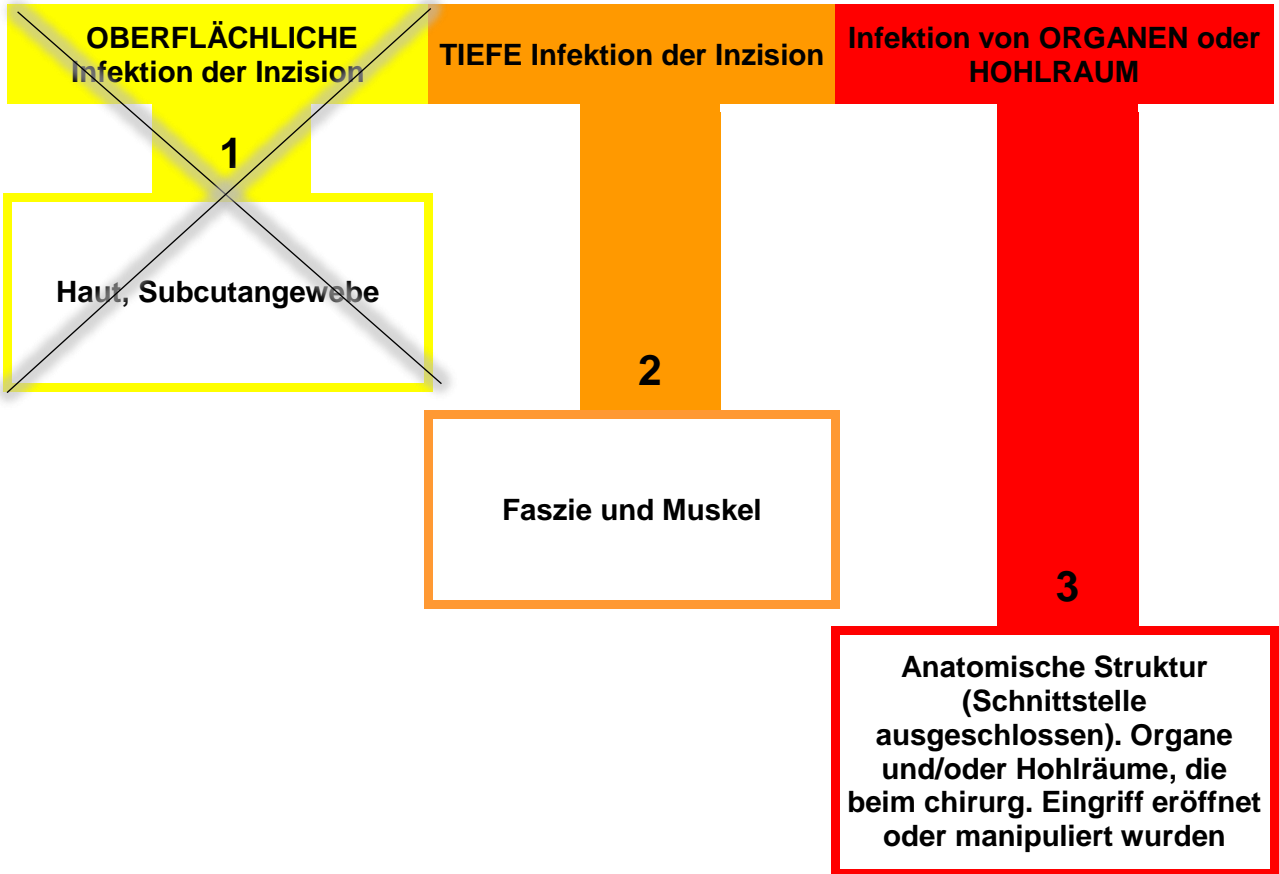 OBERFLÄCHLICHE
Infektion der Inzision
TIEFE Infektion der Inzision
Infektion von ORGANEN oder
HOHLRAUM
1
Haut, Subcutangewebe
2
Faszie und Muskel
3
Anatomische Struktur
(Schnittstelle
ausgeschlossen). Organe
und/oder Hohlräume, die
beim chirurg. Eingriff eröffnet
oder manipuliert wurden